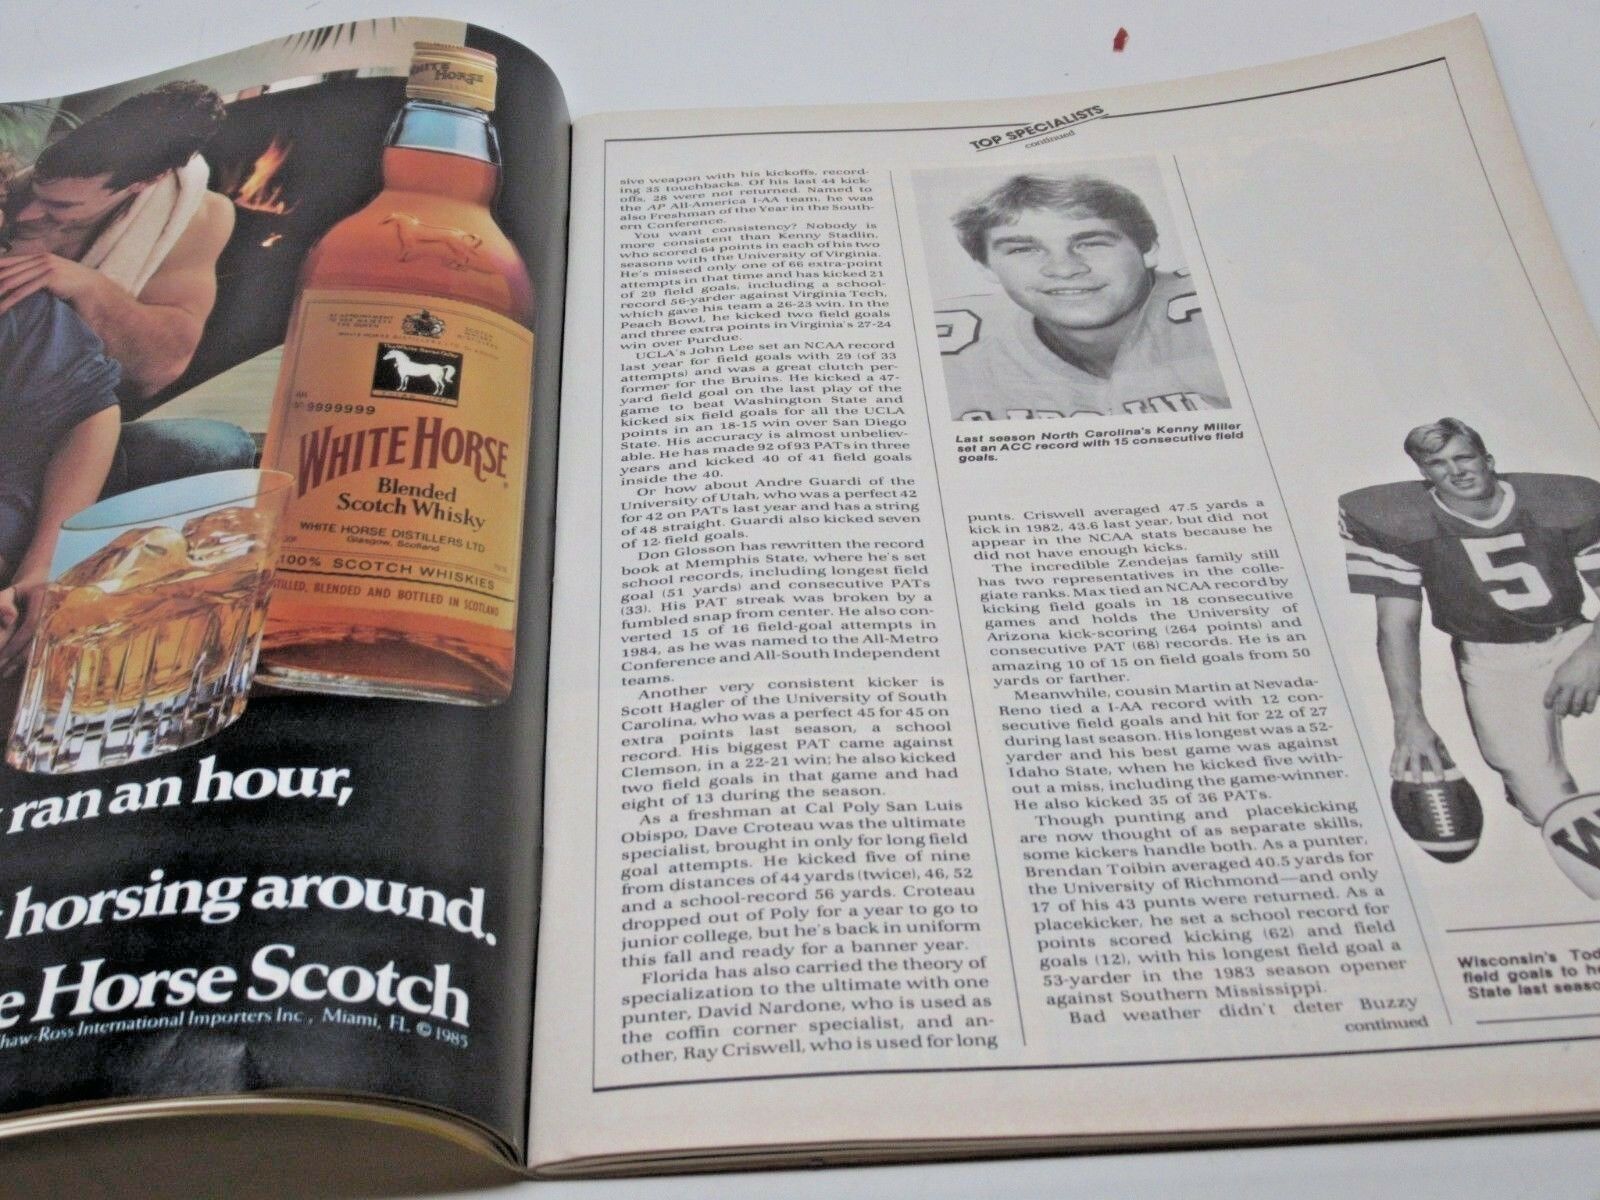 WHITE HORSE
BY APPOINTMENT
TO HER MAJESTY
THE QUEEN
SCOTCH
WHISKY
DISTILLERS
No 9999999
WHITE HORSE
Blended
Scotch Whisky
WHITE HORSE DISTILLERS LTD
Glasgow, Scotland
100% SCOTCH WHISKIES
TILLED, BLENDED AND BOTTLED IN SCOTLAND
ran an hour,
horsing around.
e Horse Scotch
haw-Ross International Importers Inc., Miami, FL © 1985
TOP SPECIALISTS
continued
sive weapon with his kickoffs, record-
ing 35 touchbacks. Of his last 44 kick-
offs, 28 were not returned. Named to
the AP All-America I-AA team, he was
also Freshman of the Year in the South-
ern Conference.
You want consistency? Nobody is
more consistent than Kenny Stadlin,
who scored 64 points in each of his two
seasons with the University of Virginia.
He's missed only one of 66 extra-point
attempts in that time and has kicked 21
of 29 field goals, including a school-
record 56-yarder against Virginia Tech,
which gave his team a 26-23 win. In the
Peach Bowl, he kicked two field goals
and three extra points in Virginia's 27-24
win over Purdue.
UCLA's John Lee set an NCAA record
last year for field goals with 29 (of 33
attempts) and was a great clutch per-
former for the Bruins. He kicked a 47-
yard field goal on the last play of the
game to beat Washington State and
kicked six field goals for all the UCLA
points in an 18-15 win over San Diego
State. His accuracy is almost unbeliev-
able. He has made 92 of 93 PATs in three
years and kicked 40 of 41 field goals
inside the 40.
Or how about Andre Guardi of the
University of Utah, who was a perfect 42
for 42 on PATs last year and has a string
of 48 straight. Guardi also kicked seven
of 12 field goals.
Don Glosson has rewritten the record
book at Memphis State, where he's set
school records, including longest field
goal (51 yards) and consecutive PATs
(33). His PAT streak was broken by a
fumbled snap from center. He also con-
verted 15 of 16 field-goal attempts in
1984, as he was named to the All-Metro
Conference and All-South Independent
teams.
Another very consistent kicker is
Scott Hagler of the University of South
Carolina, who was a perfect 45 for 45 on
extra points last season, a school
record. His biggest PAT came against
Clemson, in a 22-21 win; he also kicked
two field goals in that game and had
eight of 13 during the season.
As a freshman at Cal Poly San Luis
Obispo, Dave Croteau was the ultimate
specialist, brought in only for long field
goal attempts. He kicked five of nine
from distances of 44 yards (twice), 46, 52
and a school-record 56 yards. Croteau
dropped out of Poly for a year to go to
junior college, but he's back in uniform
this fall and ready for a banner year.
Florida has also carried the theory of
specialization to the ultimate with one
punter, David Nardone, who is used as
the coffin corner specialist, and an-
other, Ray Criswell, who is used for long
Last season North Carolina's Kenny Miller
set an ACC record with 15 consecutive field
goals.
punts. Criswell averaged 47.5 yards a
kick in 1982, 43.6 last year, but did not
appear in the NCAA stats because he
did not have enough kicks.
The incredible Zendejas family still
has two representatives in the colle-
giate ranks. Max tied an NCAA record by
kicking field goals in 18 consecutive
games and holds the University of
Arizona kick-scoring (264 points) and
consecutive PAT (68) records. He is an
amazing 10 of 15 on field goals from 50
yards or farther.
Meanwhile, cousin Martin at Nevada-
Reno tied a I-AA record with 12 con-
secutive field goals and hit for 22 of 27
during last season. His longest was a 52-
yarder and his best game was against
Idaho State, when he kicked five with-
out a miss, including the game-winner.
He also kicked 35 of 36 PATs.
Though punting and placekicking
are now thought of as separate skills,
some kickers handle both. As a punter,
Brendan Toibin averaged 40.5 yards for
the University of Richmond—and only
17 of his 43 punts were returned. As a
placekicker, he set a school record for
points scored kicking (62) and field
goals (12), with his longest field goal a
53-yarder in the 1983 season opener
against Southern Mississippi.
Bad weather didn't deter Buzzy
continued
5
W
Wisconsin's Tod
field goals to he
State last seaso